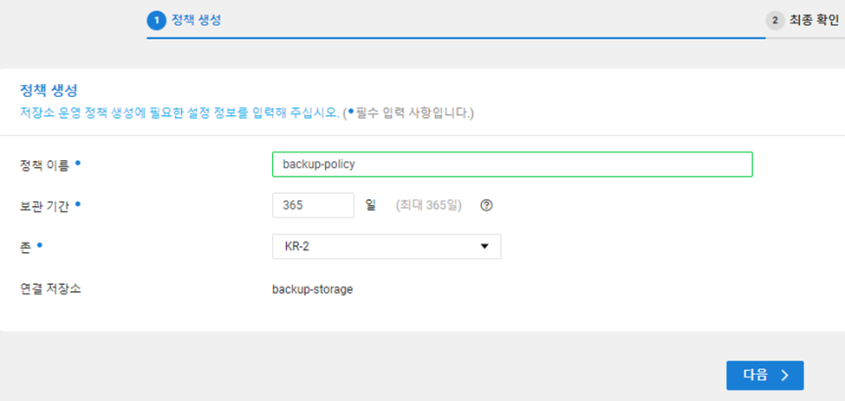 1 정책 생성 2 최종 확인
정책 생성
저장소 운영 정책 생성에 필요한 설정 정보를 입력해 주십시오. (•필수 입력 사항입니다.)
정책 이름 • backup-policy
보관 기간 • 365 일 (최대 365일) ?
존 • KR-2
연결 저장소 backup-storage
다음 >